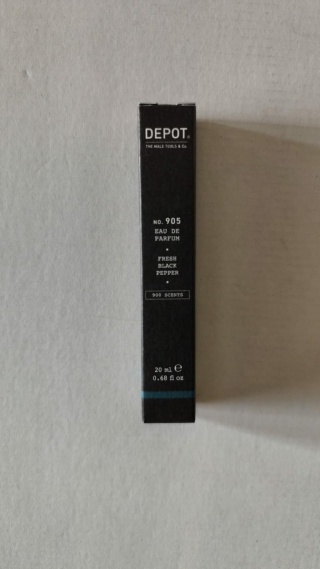 DEPOT®
THE MALE TOOLS & Co.
NO. 905
EAU DE
PARFUM
FRESH
BLACK
PEPPER
900 SCENTS
20 ml ℮
0.68 fl oz